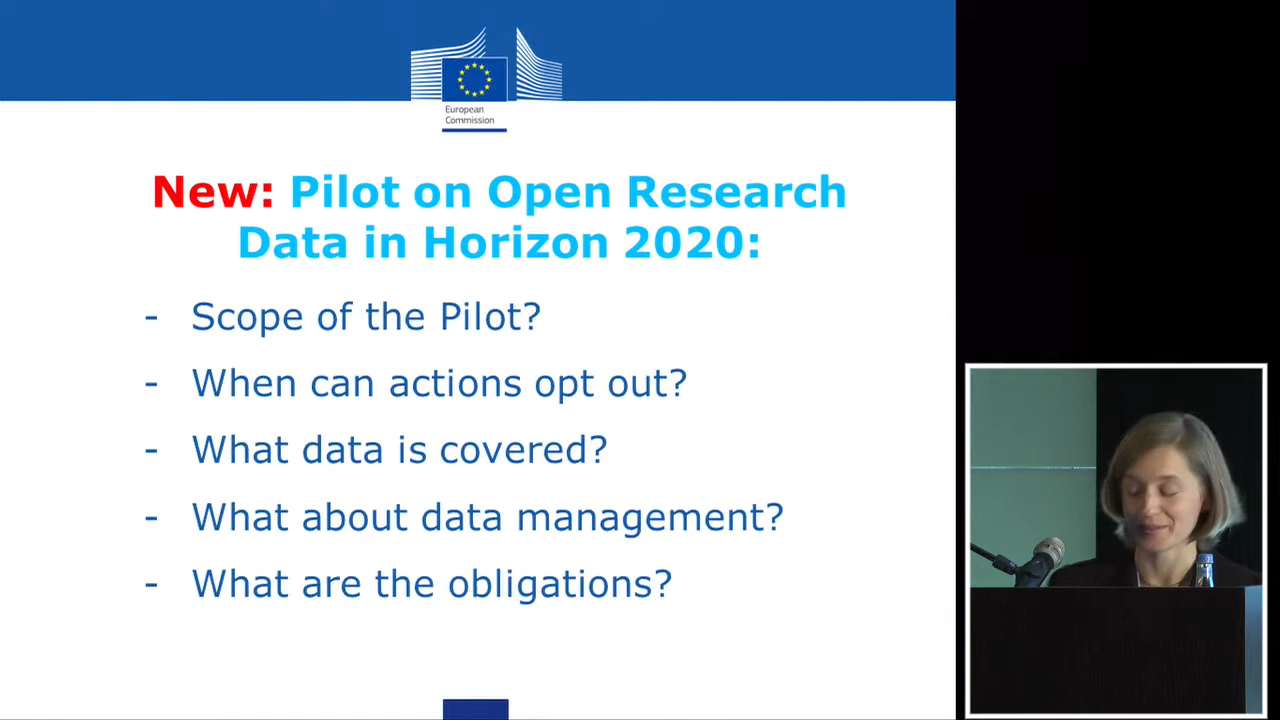 European
Commission
New: Pilot on Open Research
Data in Horizon 2020:
- Scope of the Pilot?
- When can actions opt out?
- What data is covered?
- What about data management?
- What are the obligations?